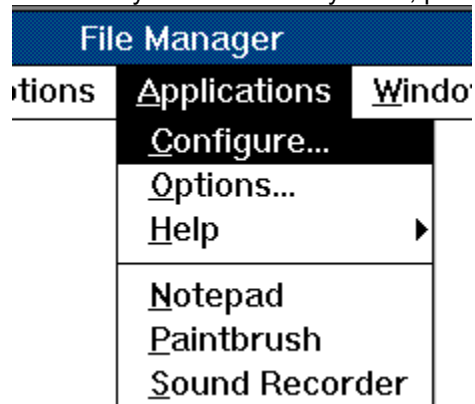 File Manager
Applications
Configure...
Options...
Help
Notepad
Paintbrush
Sound Recorder